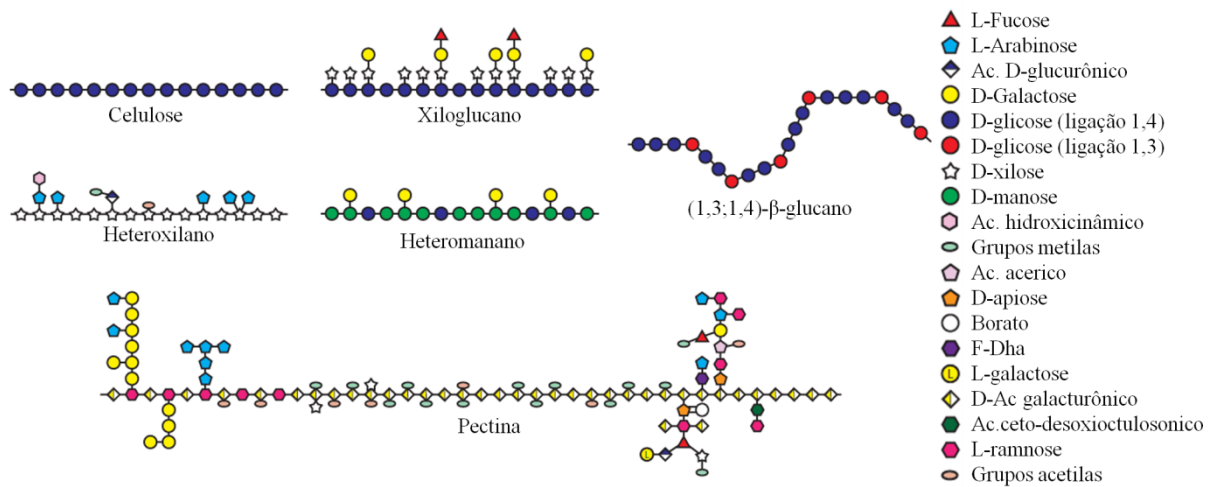 Celulose
Xiloglucano
(1,3;1,4)-β-glucano
Heteroxilano
Heteromanano
Pectina
L
L-Fucose
L-Arabinose
Ac. D-glucurônico
D-Galactose
D-glicose (ligação 1,4)
D-glicose (ligação 1,3)
D-xilose
D-manose
Ac. hidroxicinâmico
Grupos metilas
Ac. acerico
D-apiose
Borato
F-Dha
L L-galactose
D-Ac galacturônico
Ac.ceto-desoxioctulosonico
L-ramnose
Grupos acetilas